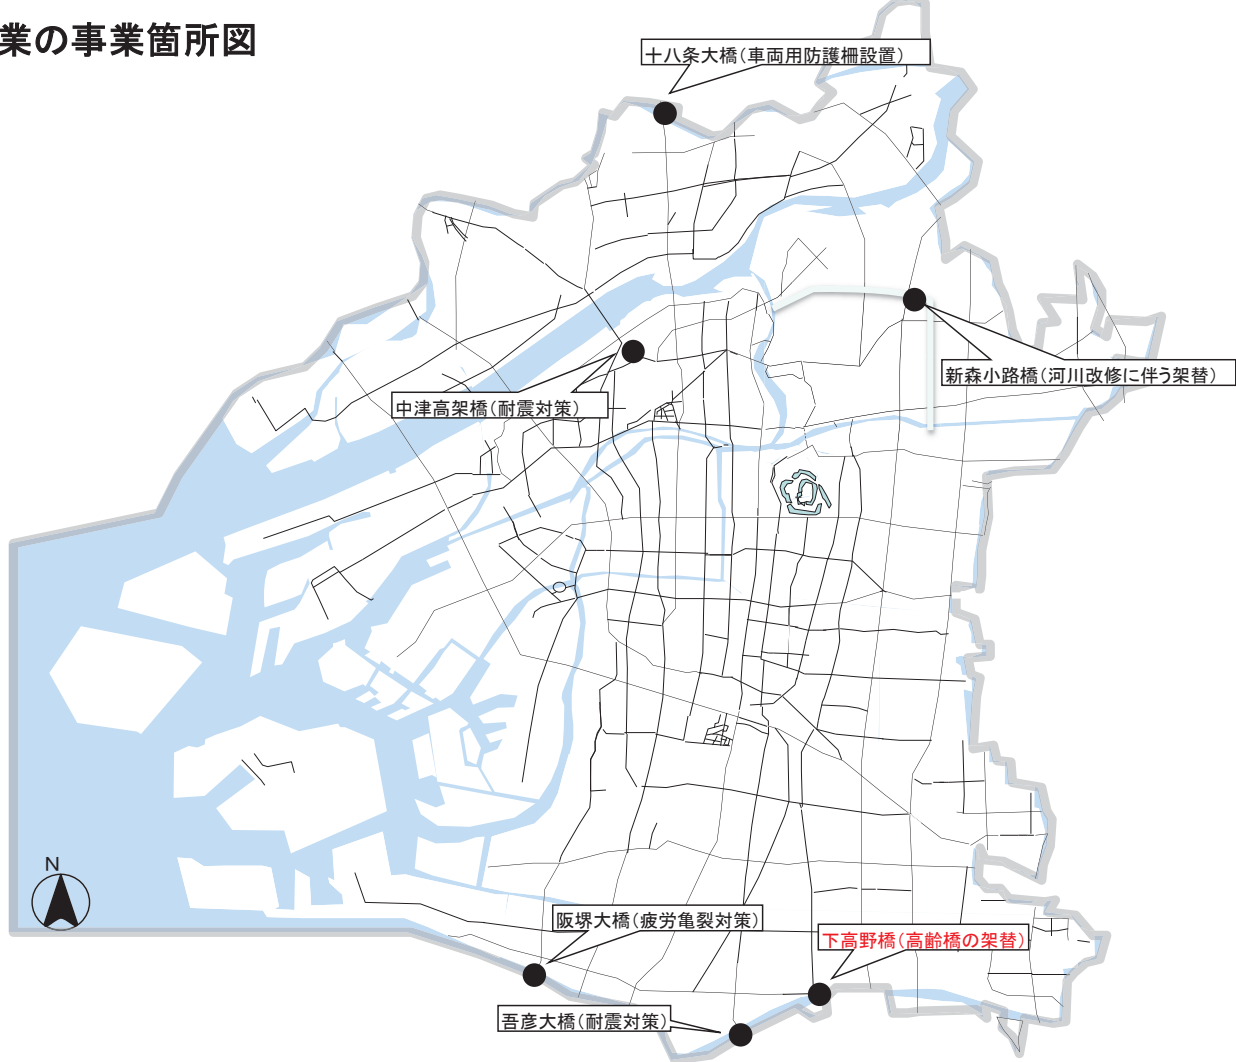 業の事業箇所図
十八条大橋(車両用防護柵設置)
新森小路橋(河川改修に伴う架替)
中津高架橋(耐震対策)
N
阪堺大橋(疲労亀裂対策)
下高野橋(高齢橋の架替)
吾彦大橋(耐震対策)